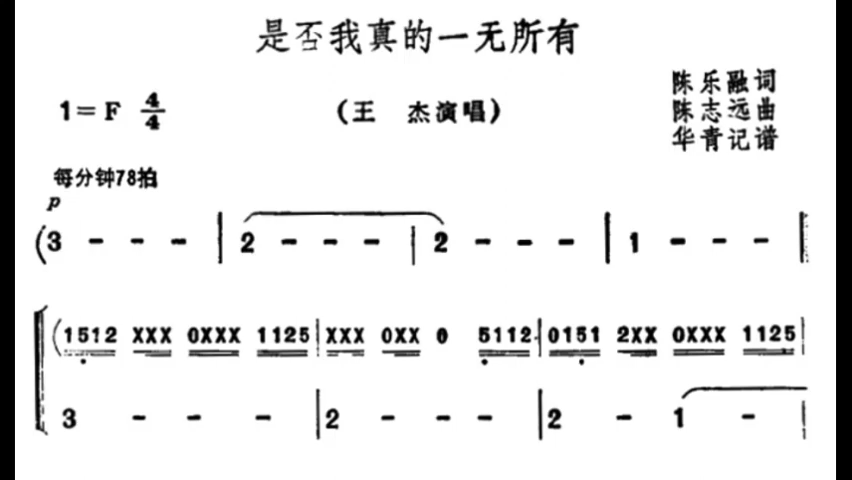 是否我真的一无所有
陈乐融词
1=F 4/4 (王 杰演唱) 陈志远曲
华青记谱
每分钟78拍
p
(3 - - - | 2 - - - | 2 - - - | 1 - - -
(1512 XXX 0XXX 1125 | XXX 0XX 0 5112 | 0151 2XX 0XXX 1125 |
3 - - - | 2 - - - | 2 - - 1 - |